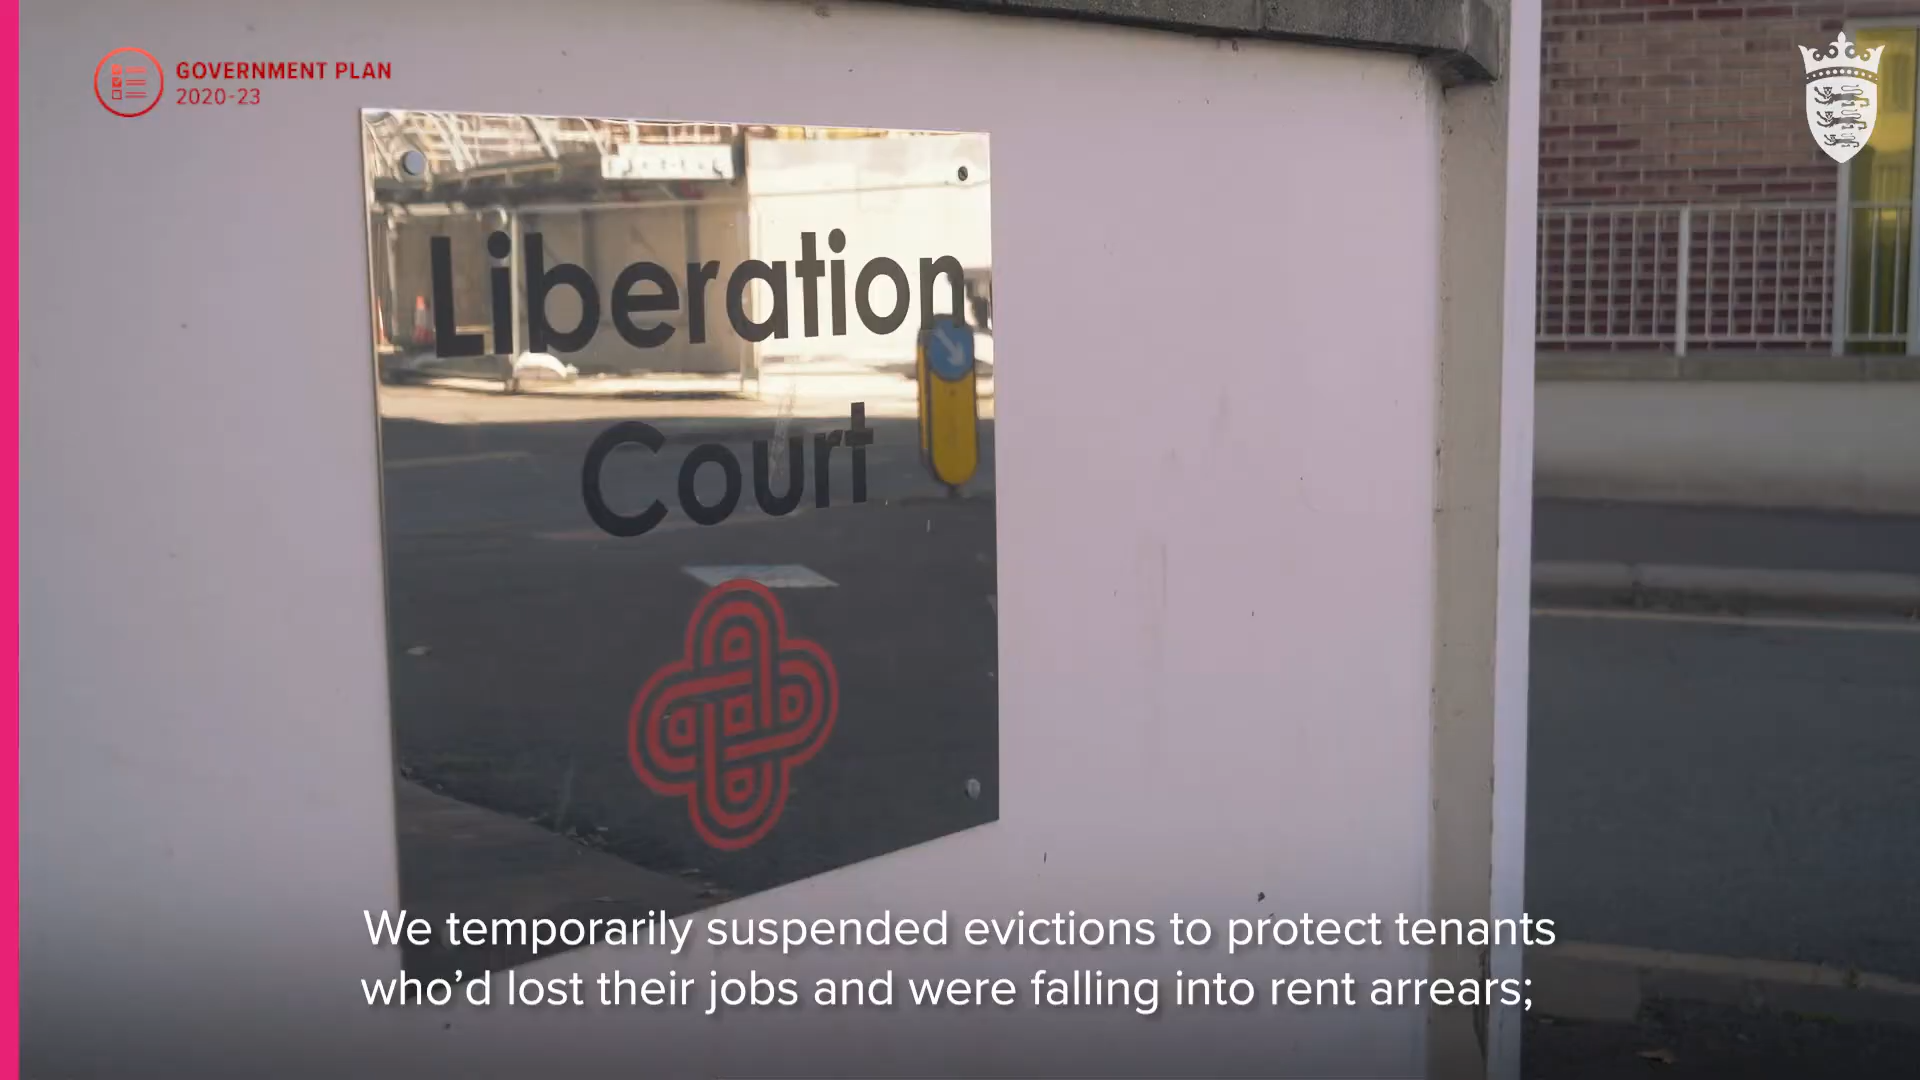 GOVERNMENT PLAN
2020-23
Liberation
Court
We temporarily suspended evictions to protect tenants
who’d lost their jobs and were falling into rent arrears;